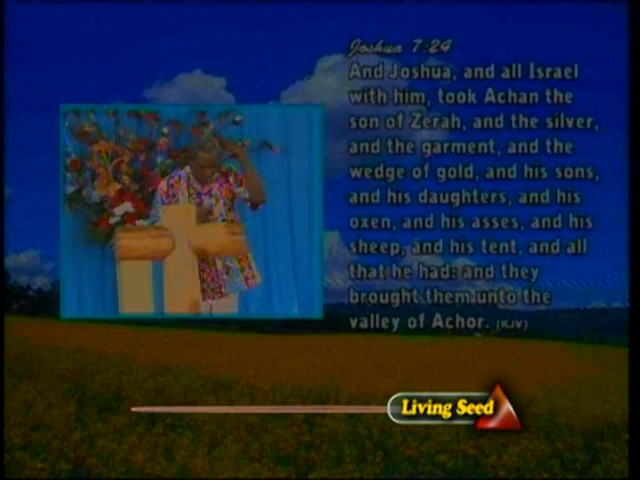 Joshua 7:24
And Joshua, and all Israel
with him, took Achan the
son of Zerah, and the silver,
and the garment, and the
wedge of gold, and his sons,
and his daughters, and his
oxen, and his asses, and his
sheep, and his tent, and all
that he had: and they
brought them unto the
valley of Achor. (KJV)
Living Seed